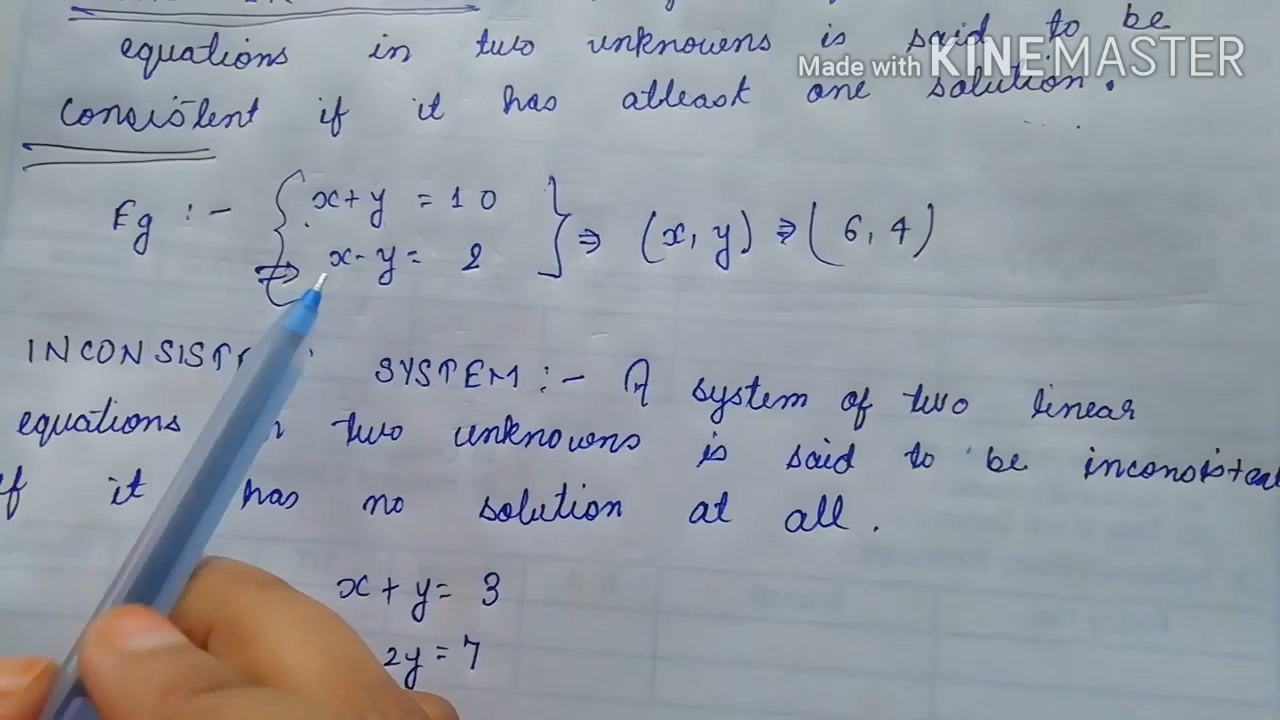 equations in two unknowns is said to be
Made with KINEMASTER
consistent if it has atleast one solution.
Eg :- { x+y = 10
x-y = 2 } ⇒ (x, y) ⇒ (6, 4)
SYSTEM :- A system of two linear
equations two unknowns is said to be inconsistent
if it has no solution at all.
x + y = 3
2y = 7